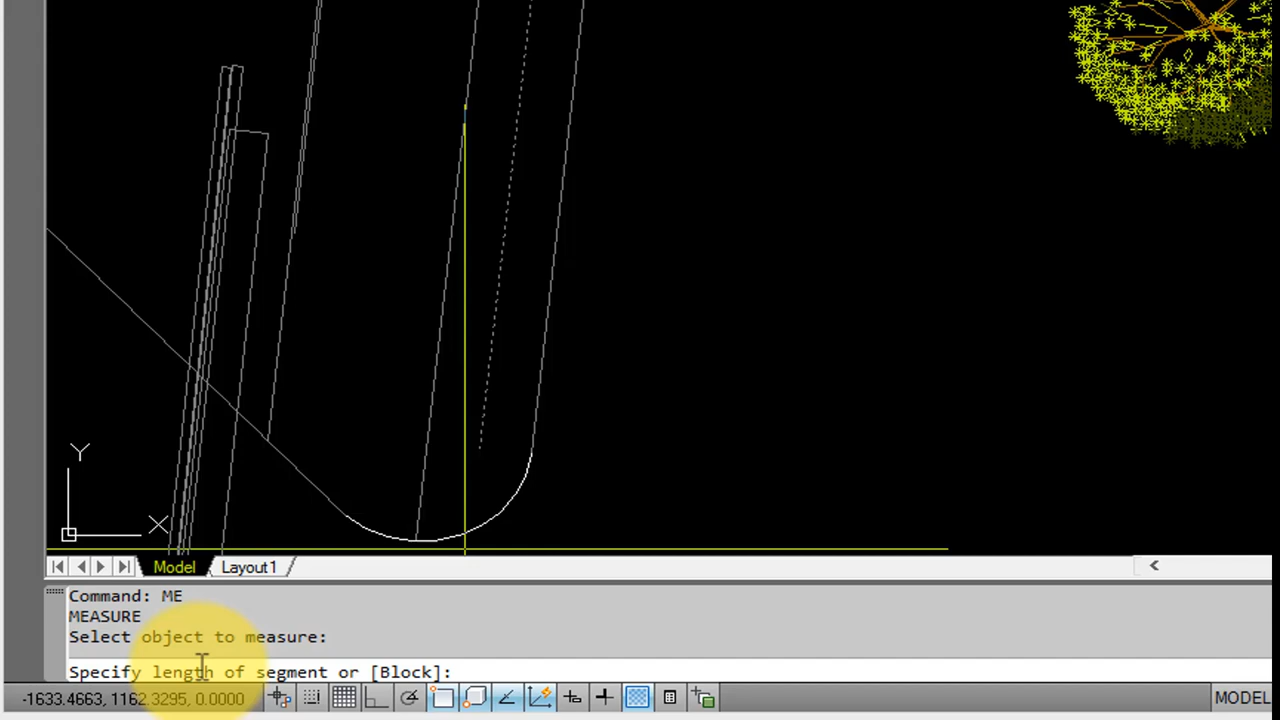 Y
X
Model
Layout1
Command: ME
MEASURE
Select object to measure:
Specify length of segment or [Block]:
-1633.4663, 1162.3295, 0.0000
MODEL